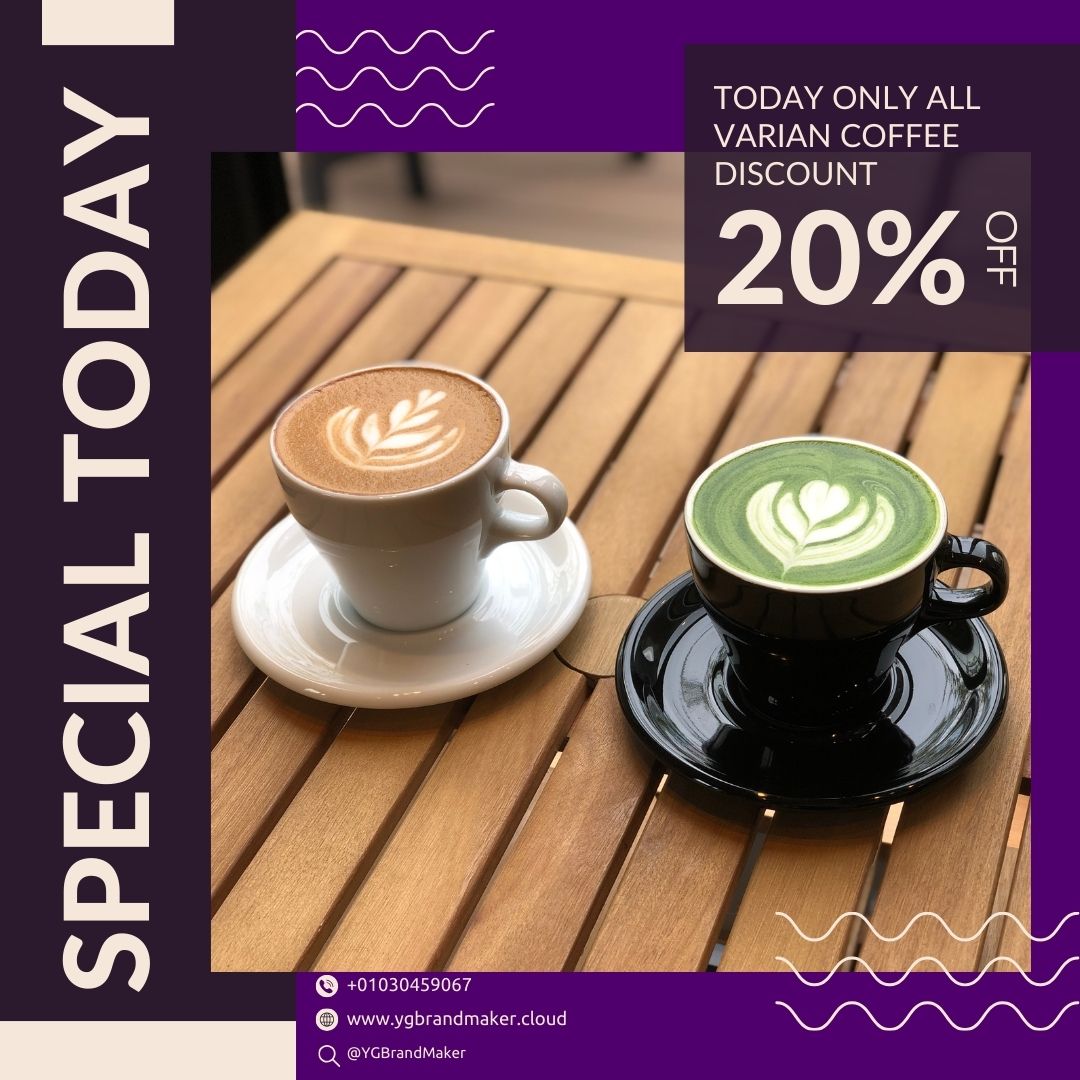 SPECIAL TODAY
TODAY ONLY ALL
VARIAN COFFEE
DISCOUNT
20% OFF
+01030459067
www.ygbrandmaker.cloud
@YGBrandMaker